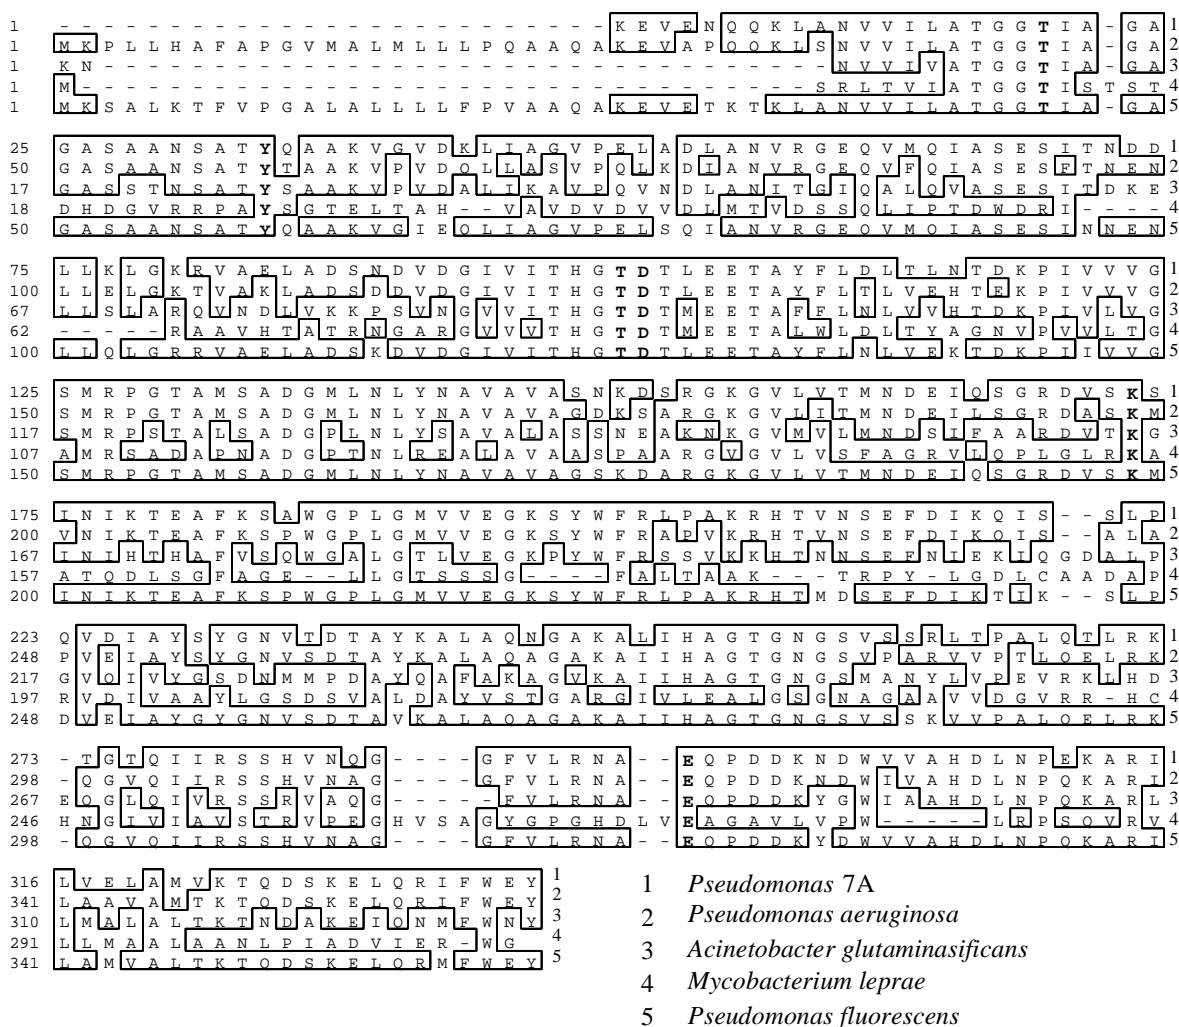 1 - - - - - - - - - - - - - - - - - - - - - - - - - K E V E N Q Q K L A N V V I L A T G G T I A - G A 1
1 M K P L L H A F A P G V M A L M L L L P Q A A Q A K E V A P Q Q K L S N V V I L A T G G T I A - G A 2
1 K N - - - - - - - - - - - - - - - - - - - - - - - - - - - - - - - - - N V V I V A T G G T I A - G A 3
1 M - - - - - - - - - - - - - - - - - - - - - - - - - - - - - - - - - S R L T V I A T G G T I S T S T 4
1 M K S A L K T F V P G A L A L L L L F P V A A Q A K E V E T K T K L A N V V I L A T G G T I A - G A 5
25 G A S A A N S A T Y Q A A K V G V D K L I A G V P E L A D L A N V R G E Q V M Q I A S E S I T N D D 1
50 G A S A A N S A T Y T A A K V P V D Q L L A S V P Q L K D I A N V R G E Q V F Q I A S E S F T N E N 2
17 G A S S T N S A T Y S A A K V P V D A L I K A V P Q V N D L A N I T G I Q A L Q V A S E S I T D K E 3
18 D H D G V R R P A Y S G T E L T A H - - V A V D V D V V D L M T V D S S Q L I P T D W D R I - - - - 4
50 G A S A A N S A T Y Q A A K V G I E Q L I A G V P E L S Q I A N V R G E Q V M Q I A S E S I N N E N 5
75 L L K L G K R V A E L A D S N D V D G I V I T H G T D T L E E T A Y F L D L T L N T D K P I V V V G 1
100 L L E L G K T V A K L A D S D D V D G I V I T H G T D T L E E T A Y F L T L V E H T E K P I V V V G 2
67 L L S L A R Q V N D L V K K P S V N G V V I T H G T D T M E E T A F F L N L V V H T D K P I V L V G 3
62 - - - - - R A A V H T A T R N G A R G V V V T H G T D T M E E T A L W L D L T Y A G N V P V V L T G 4
100 L L Q L G R R V A E L A D S K D V D G I V I T H G T D T L E E T A Y F L N L V E K T D K P I I V V G 5
125 S M R P G T A M S A D G M L N L Y N A V A V A S N K D S R G K G V L V T M N D E I Q S G R D V S K S 1
150 S M R P G T A M S A D G M L N L Y N A V A V A G D K S A R G K G V L I T M N D E I L S G R D A S K M 2
117 S M R P S T A L S A D G P L N L Y S A V A L A S S N E A K N K G V M V L M N D S I F A A R D V T K G 3
107 A M R S A D A P N A D G P T N L R E A L A V A A S P A A R G V G V L V S F A G R V L Q P L G L R K A 4
150 S M R P G T A M S A D G M L N L Y N A V A V A G S K D A R G K G V L V T M N D E I Q S G R D V S K M 5
175 I N I K T E A F K S A W G P L G M V V E G K S Y W F R L P A K R H T V N S E F D I K Q I S - - S L P 1
200 V N I K T E A F K S P W G P L G M V V E G K S Y W F R A P V K R H T V N S E F D I K Q I S - - A L A 2
167 I N I H T H A F V S Q W G A L G T L V E G K P Y W F R S S V K K H T N N S E F N I E K I Q G D A L P 3
157 A T Q D L S G F A G E - - L L G T S S S G - - - - F A L T A A K - - - T R P Y - L G D L C A A D A P 4
200 I N I K T E A F K S P W G P L G M V V E G K S Y W F R L P A K R H T M D S E F D I K T I K - - S L P 5
223 Q V D I A Y S Y G N V T D T A Y K A L A Q N G A K A L I H A G T G N G S V S S R L T P A L Q T L R K 1
248 P V E I A Y S Y G N V S D T A Y K A L A Q A G A K A I I H A G T G N G S V P A R V V P T L Q E L R K 2
217 G V Q I V Y G S D N M M P D A Y Q A F A K A G V K A I I H A G T G N G S M A N Y L V P E V R K L H D 3
197 R V D I V A A Y L G S D S V A L D A Y V S T G A R G I V L E A L G S G N A G A A V V D G V R R - H C 4
248 D V E I A Y G Y G N V S D T A V K A L A Q A G A K A I I H A G T G N G S V S S K V V P A L Q E L R K 5
273 - T G T Q I I R S S H V N Q G - - - - G F V L R N A - - E Q P D D K N D W V V A H D L N P E K A R I 1
298 - Q G V Q I I R S S H V N A G - - - - G F V L R N A - - E Q P D D K N D W I V A H D L N P Q K A R I 2
267 E Q G L Q I V R S S R V A Q G - - - - - F V L R N A - - E Q P D D K Y G W I A A H D L N P Q K A R L 3
246 H N G I V I A V S T R V P E G H V S A G Y G P G H D L V E A G A V L V P W - - - - - L R P S Q V R V 4
298 - Q G V Q I I R S S H V N A G - - - - G F V L R N A - - E Q P D D K Y D W V V A H D L N P Q K A R I 5
316 L V E L A M V K T Q D S K E L Q R I F W E Y 1
341 L A A V A M T K T Q D S K E L Q R I F W E Y 2
310 L M A L A L T K T N D A K E I Q N M F W N Y 3
291 L L M A A L A A N L P I A D V I E R - W G 4
341 L A M V A L T K T Q D S K E L Q R M F W E Y 5
1 Pseudomonas 7A
2 Pseudomonas aeruginosa
3 Acinetobacter glutaminasificans
4 Mycobacterium leprae
5 Pseudomonas fluorescens